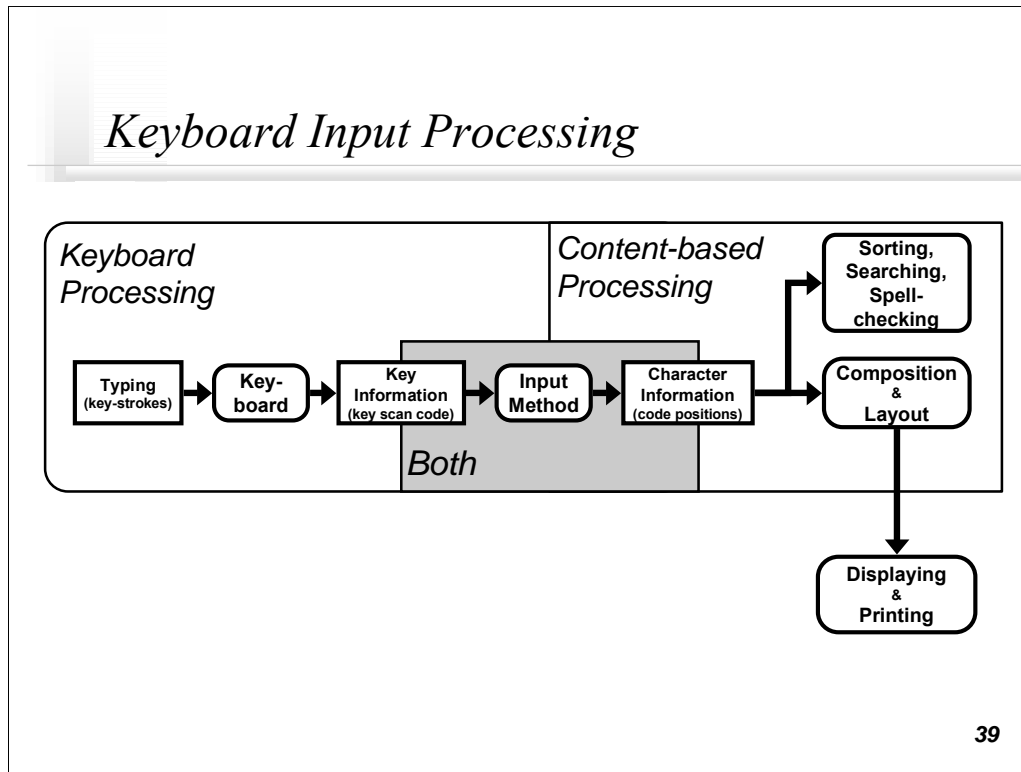 Keyboard Input Processing
Keyboard
Processing
Content-based
Processing
Sorting,
Searching,
Spell-
checking
Typing
(key-strokes)
Key-
board
Key
Information
(key scan code)
Input
Method
Character
Information
(code positions)
Composition
&
Layout
Both
Displaying
&
Printing
39